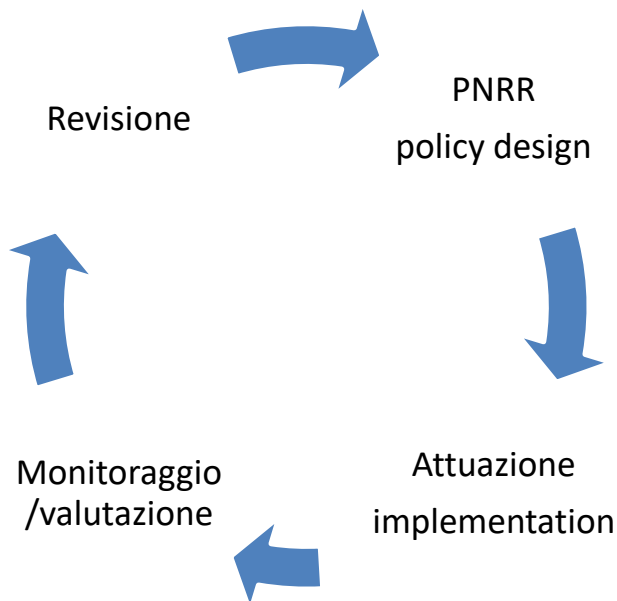 Revisione
PNRR
policy design
Attuazione
implementation
Monitoraggio
/valutazione